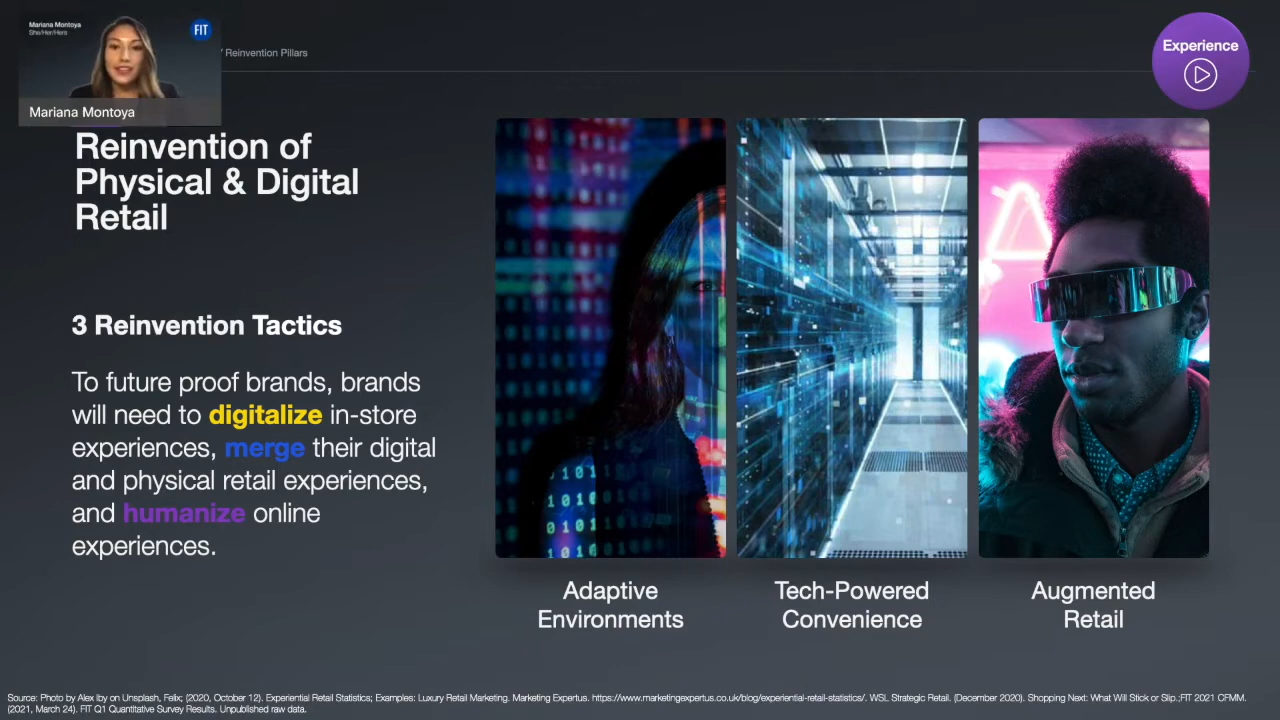 Mariana Montoya
She/Her/Hers
FIT
Mariana Montoya
/ Reinvention Pillars
Experience
Reinvention of
Physical & Digital
Retail
3 Reinvention Tactics
To future proof brands, brands
will need to digitalize in-store
experiences, merge their digital
and physical retail experiences,
and humanize online
experiences.
Adaptive
Environments
Tech-Powered
Convenience
Augmented
Retail
Source: Photo by Alex Iby on Unsplash, Felix; (2020, October 12). Experiential Retail Statistics; Examples: Luxury Retail Marketing. Marketing Expertus. https://www.marketingexpertus.co.uk/blog/experiential-retail-statistics/. WSL Strategic Retail. (December 2020). Shopping Next: What Will Stick or Slip.;FIT 2021 CFMM.
(2021, March 24). FIT Q1 Quantitative Survey Results. Unpublished raw data.